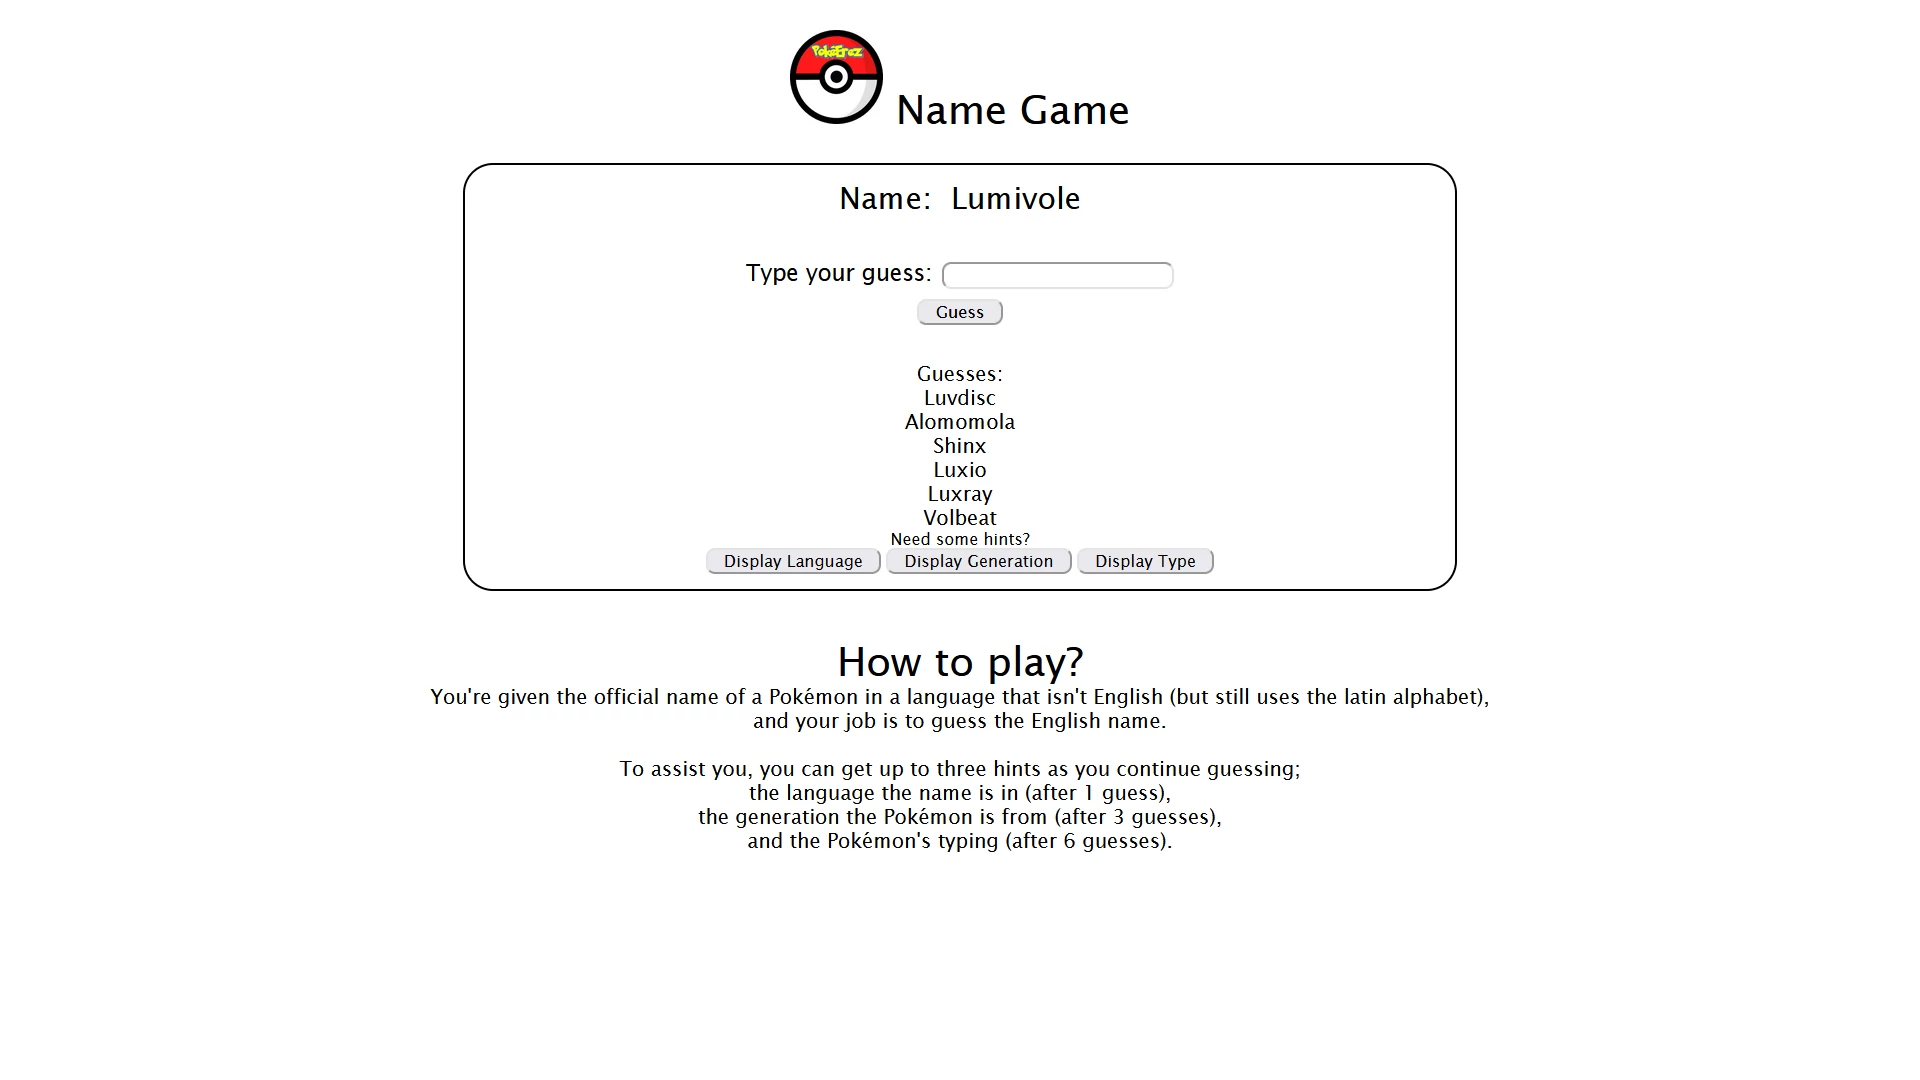 PokéErez
Name Game
Name: Lumivole
Type your guess:
Guess
Guesses:
Luvdisc
Alomomola
Shinx
Luxio
Luxray
Volbeat
Need some hints?
Display Language Display Generation Display Type
How to play?
You're given the official name of a Pokémon in a language that isn't English (but still uses the latin alphabet),
and your job is to guess the English name.
To assist you, you can get up to three hints as you continue guessing;
the language the name is in (after 1 guess),
the generation the Pokémon is from (after 3 guesses),
and the Pokémon's typing (after 6 guesses).